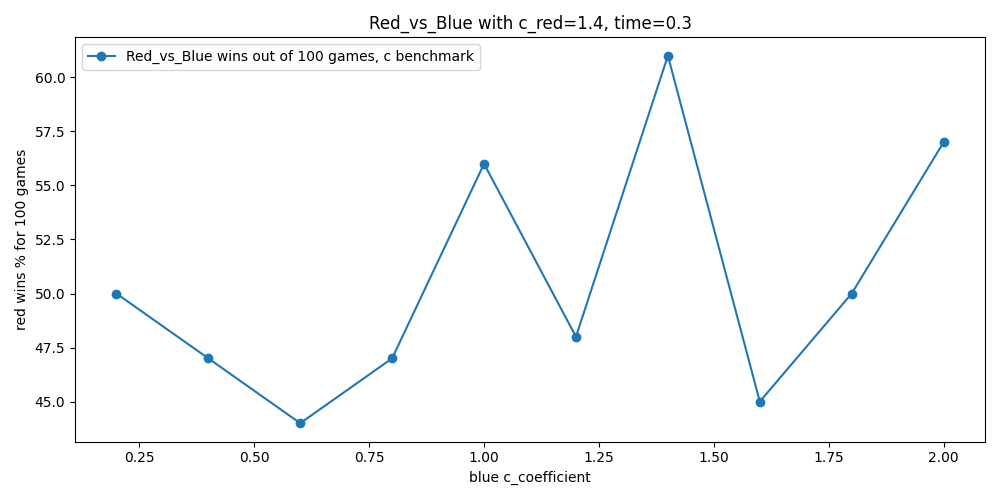 Red_vs_Blue with c_red=1.4, time=0.3
Red_vs_Blue wins out of 100 games, c benchmark
red wins % for 100 games
60.0
57.5
55.0
52.5
50.0
47.5
45.0
0.25 0.50 0.75 1.00 1.25 1.50 1.75 2.00
blue c_coefficient